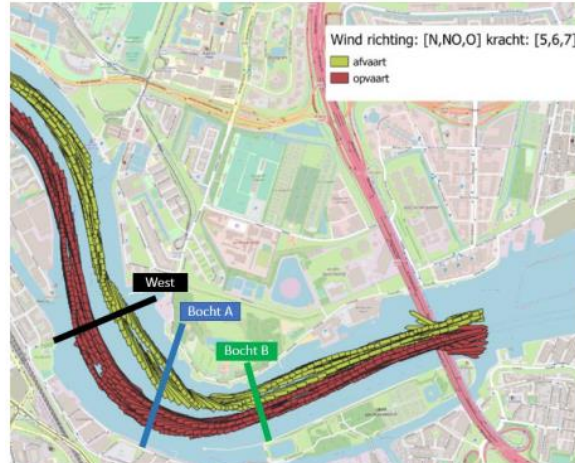 Wind richting: [N,NO,O] kracht: [5,6,7]
afvaart
opvaart
West
Bocht A
Bocht B